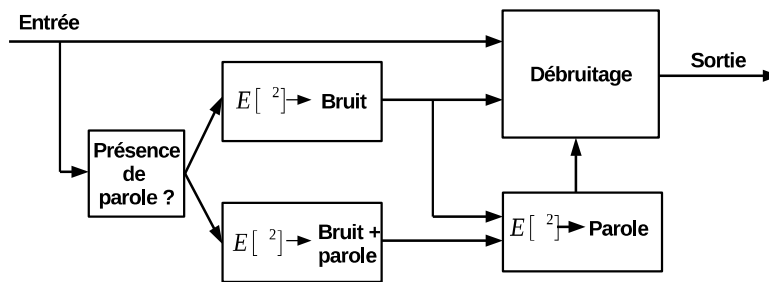 Entrée
Débruitage
Sortie
E[ ²]→ Bruit
Présence
de
parole ?
E[ ²]→ Bruit +
parole
E[ ²]→ Parole